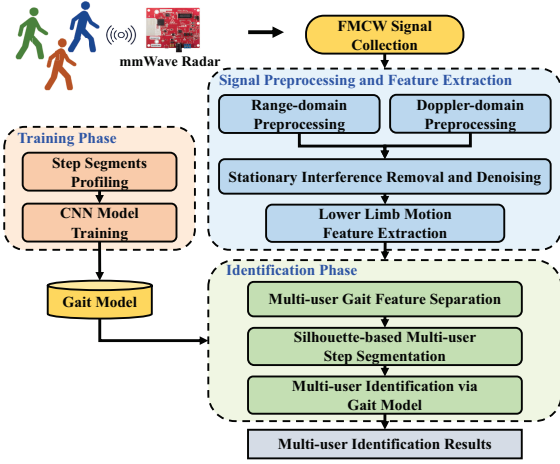 mmWave Radar
FMCW Signal
Collection
Signal Preprocessing and Feature Extraction
Range-domain
Preprocessing
Doppler-domain
Preprocessing
Stationary Interference Removal and Denoising
Lower Limb Motion
Feature Extraction
Training Phase
Step Segments
Profiling
CNN Model
Training
Gait Model
Identification Phase
Multi-user Gait Feature Separation
Silhouette-based Multi-user
Step Segmentation
Multi-user Identification via
Gait Model
Multi-user Identification Results